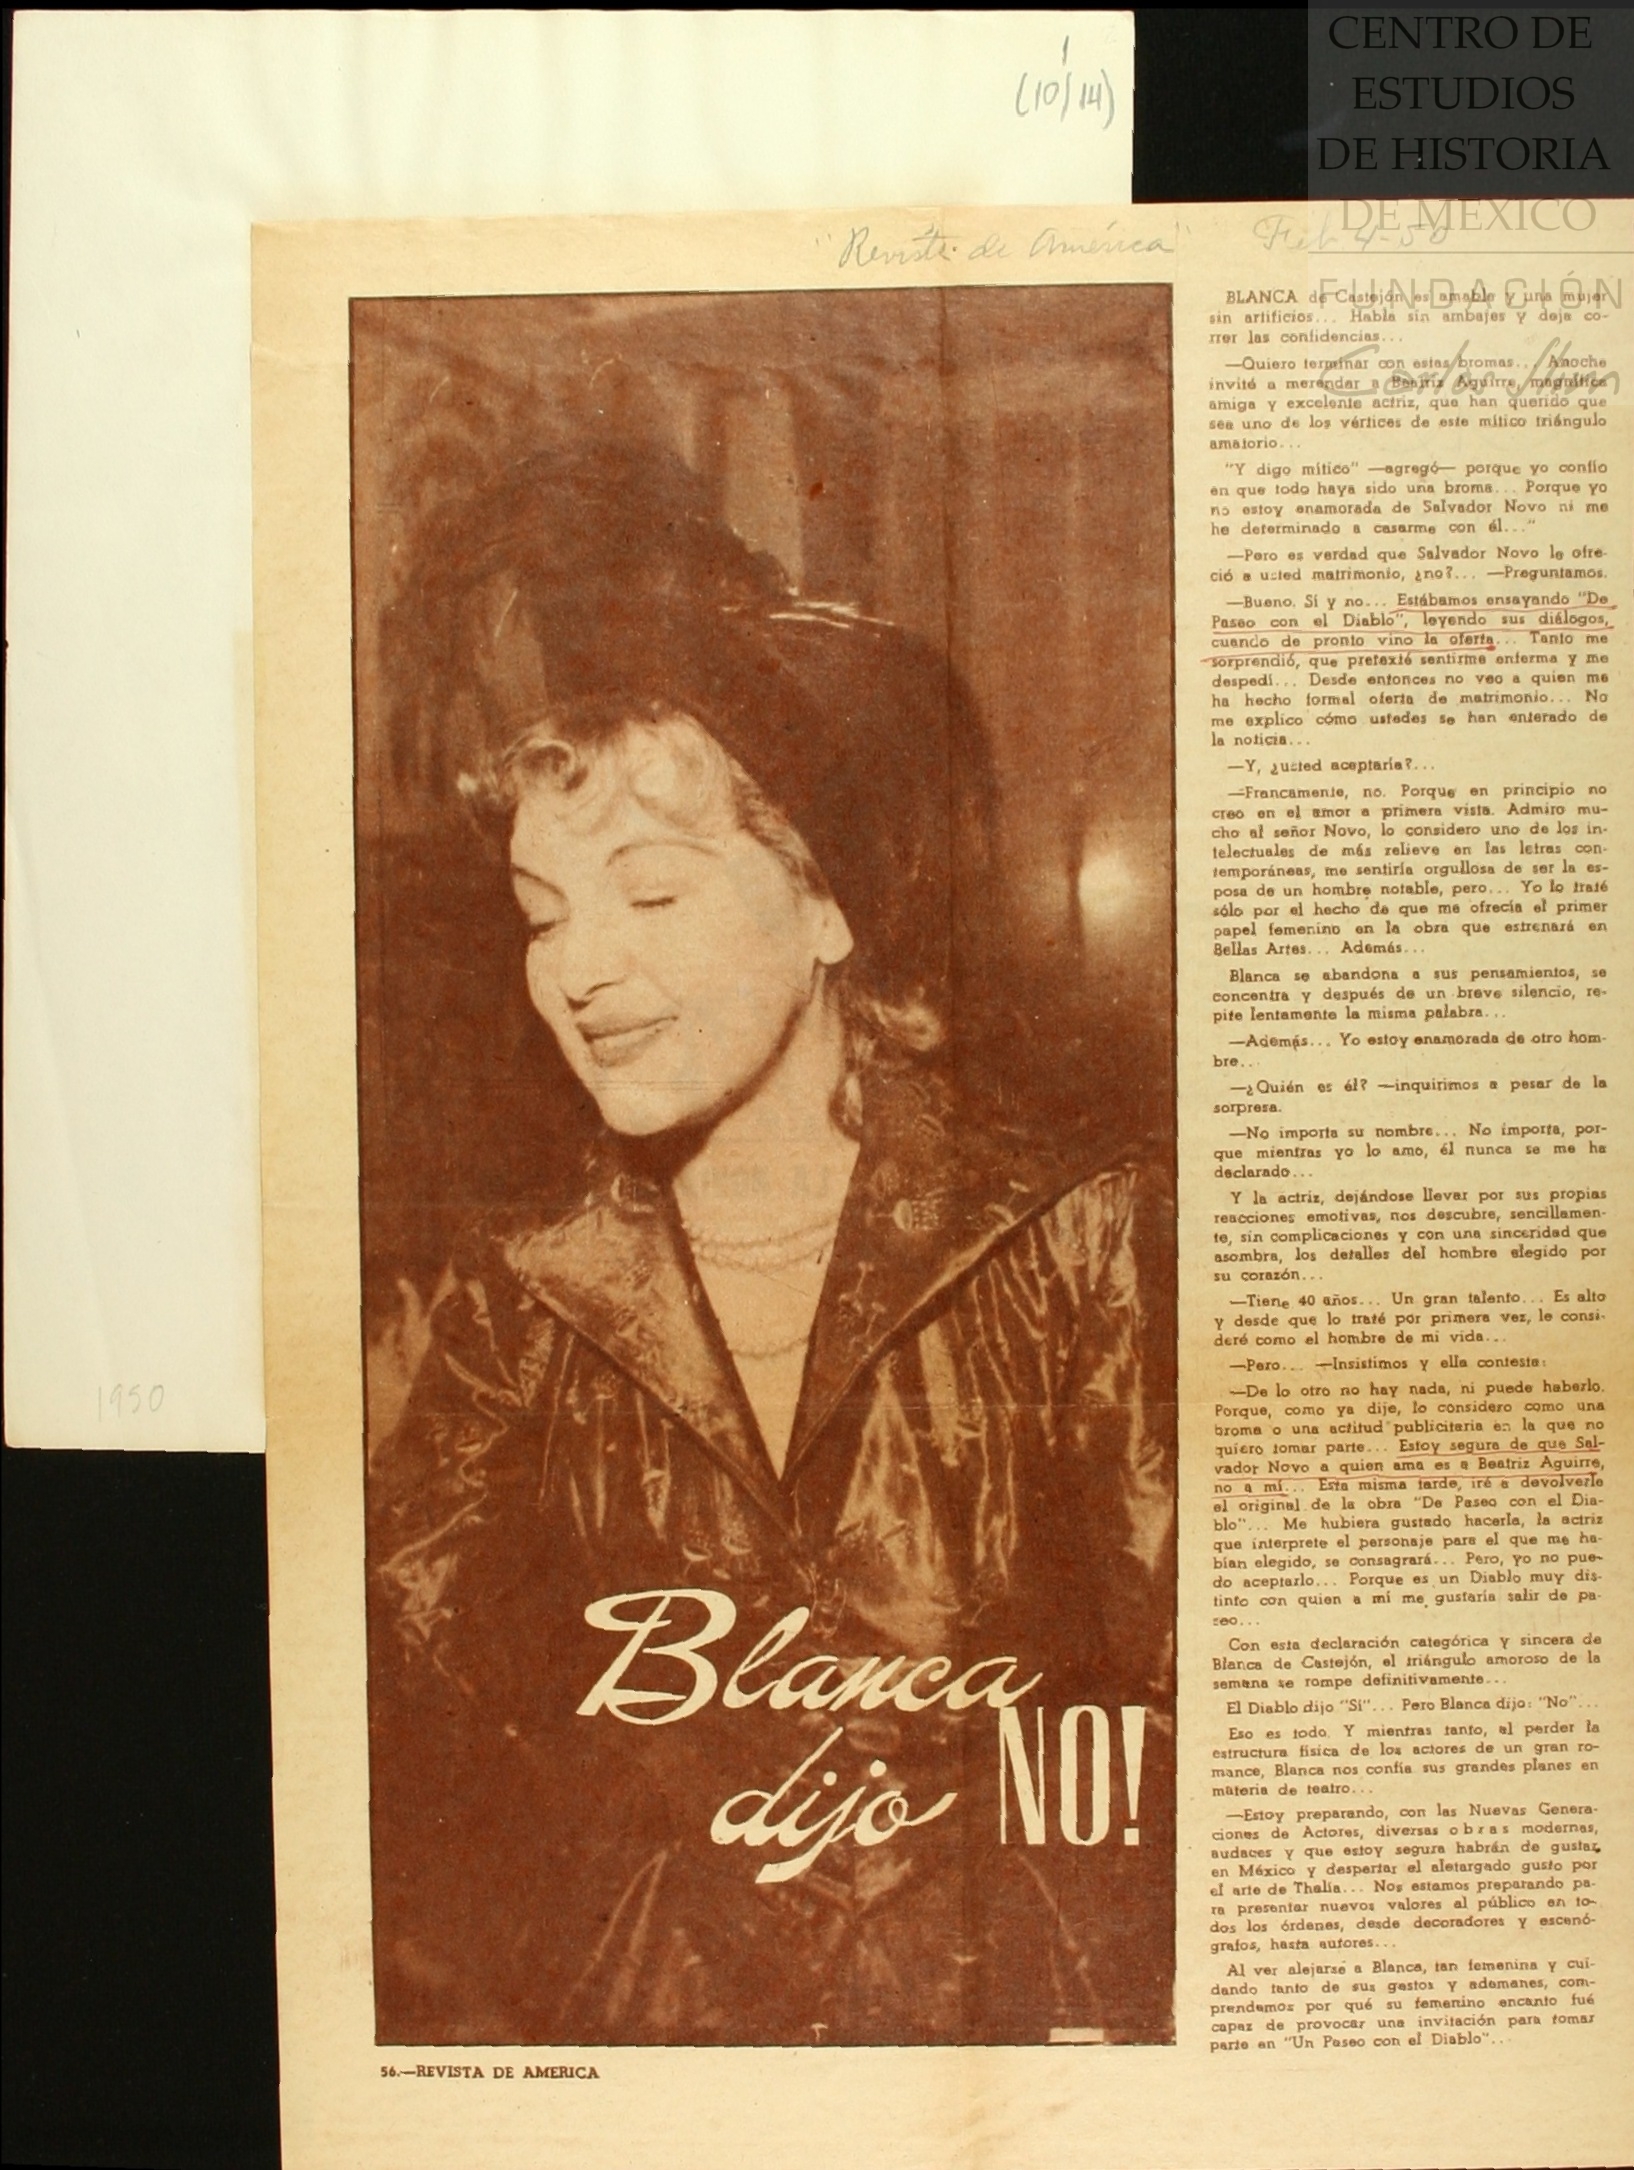 CENTRO DE
ESTUDIOS
DE HISTORIA
DE MEXICO
FUNDACIÓN
Carlos Slim
1
(10/14)
1950
"Revista de América" Feb 4-50
Blanca
dijo NO!
BLANCA de Castejón es amable y una mujer
sin artificios... Habla sin ambajes y deja co-
rrer las confidencias...
—Quiero terminar con estas bromas... Anoche
invité a merendar a Beatriz Aguirre, magnífica
amiga y excelente actriz, que han querido que
sea uno de los vértices de este mítico triángulo
amatorio...
"Y digo mítico" —agregó— porque yo confío
en que todo haya sido una broma... Porque yo
no estoy enamorada de Salvador Novo ni me
he determinado a casarme con él..."
—Pero es verdad que Salvador Novo le ofre-
ció a usted matrimonio, ¿no?... —Preguntamos.
—Bueno. Sí y no... Estábamos ensayando "De
Paseo con el Diablo", leyendo sus diálogos,
cuando de pronto vino la oferta... Tanto me
sorprendió, que pretexté sentirme enferma y me
despedí... Desde entonces no veo a quien me
ha hecho formal oferta de matrimonio... No
me explico cómo ustedes se han enterado de
la noticia...
—Y, ¿usted aceptaría?...
—Francamente, no. Porque en principio no
creo en el amor a primera vista. Admiro mu-
cho al señor Novo, lo considero uno de los in-
telectuales de más relieve en las letras con-
temporáneas, me sentiría orgullosa de ser la es-
posa de un hombre notable, pero... Yo lo traté
sólo por el hecho de que me ofrecía el primer
papel femenino en la obra que estrenará en
Bellas Artes... Además...
Blanca se abandona a sus pensamientos, se
concentra y después de un breve silencio, re-
pite lentamente la misma palabra...
—Además... Yo estoy enamorada de otro hom-
bre...
—¿Quién es él? —inquirimos a pesar de la
sorpresa.
—No importa su nombre... No importa, por-
que mientras yo lo amo, él nunca se me ha
declarado...
Y la actriz, dejándose llevar por sus propias
reacciones emotivas, nos descubre, sencillamen-
te, sin complicaciones y con una sinceridad que
asombra, los detalles del hombre elegido por
su corazón...
—Tiene 40 años... Un gran talento... Es alto
y desde que lo traté por primera vez, le consi-
deré como el hombre de mi vida...
—Pero... —Insistimos y ella contesta:
—De lo otro no hay nada, ni puede haberlo.
Porque, como ya dije, lo considero como una
broma o una actitud publicitaria en la que no
quiero tomar parte... Estoy segura de que Sal-
vador Novo a quien ama es a Beatriz Aguirre,
no a mí... Esta misma tarde, iré a devolverle
el original de la obra "De Paseo con el Dia-
blo"... Me hubiera gustado hacerla, la actriz
que interprete el personaje para el que me ha-
bían elegido, se consagrará... Pero, yo no pue-
do aceptarlo... Porque es un Diablo muy dis-
tinto con quien a mí me gustaría salir de pa-
seo...
Con esta declaración categórica y sincera de
Blanca de Castejón, el triángulo amoroso de la
semana se rompe definitivamente...
El Diablo dijo "Sí"... Pero Blanca dijo: "No"...
Eso es todo. Y mientras tanto, al perder la
estructura física de los actores de un gran ro-
mance, Blanca nos confía sus grandes planes en
materia de teatro...
—Estoy preparando, con las Nuevas Genera-
ciones de Actores, diversas obras modernas,
audaces y que estoy segura habrán de gustar
en México y despertar el aletargado gusto por
el arte de Thalía... Nos estamos preparando pa-
ra presentar nuevos valores al público en to-
dos los órdenes, desde decoradores y escenó-
grafos, hasta autores...
Al ver alejarse a Blanca, tan femenina y cui-
dando tanto de sus gestos y ademanes, com-
prendemos por qué su femenino encanto fué
capaz de provocar una invitación para tomar
parte en "Un Paseo con el Diablo"...
56.—REVISTA DE AMERICA